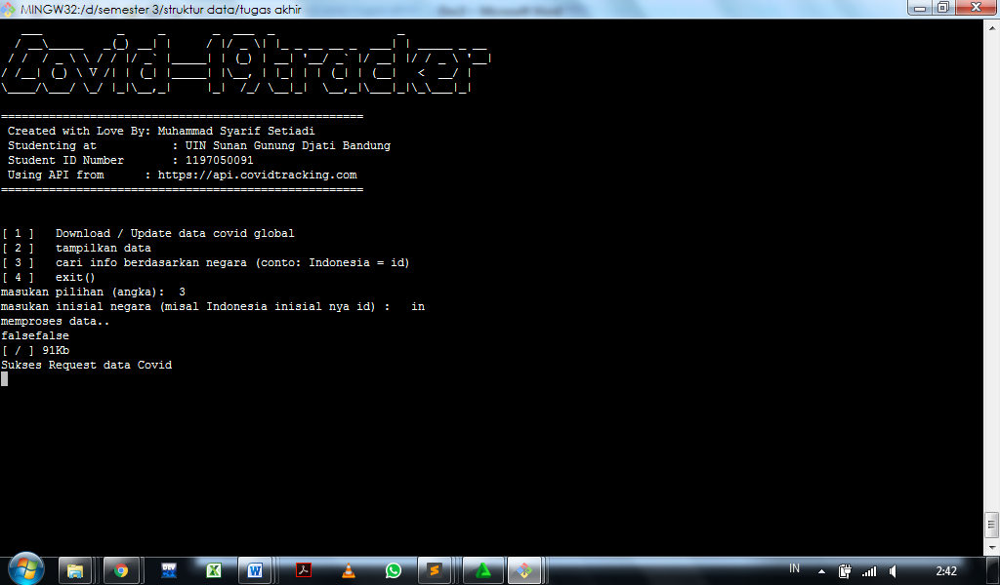 MINGW32:/d/semester 3/struktur data/tugas akhir
Covid-19tracker
=====================================================
Created with Love By: Muhammad Syarif Setiadi
Studenting at : UIN Sunan Gunung Djati Bandung
Student ID Number : 1197050091
Using API from : https://api.covidtracking.com
=====================================================
[ 1 ] Download / Update data covid global
[ 2 ] tampilkan data
[ 3 ] cari info berdasarkan negara (conto: Indonesia = id)
[ 4 ] exit()
masukan pilihan (angka): 3
masukan inisial negara (misal Indonesia inisial nya id) : in
memproses data..
falsefalse
[ / ] 91Kb
Sukses Request data Covid
IN
2:42